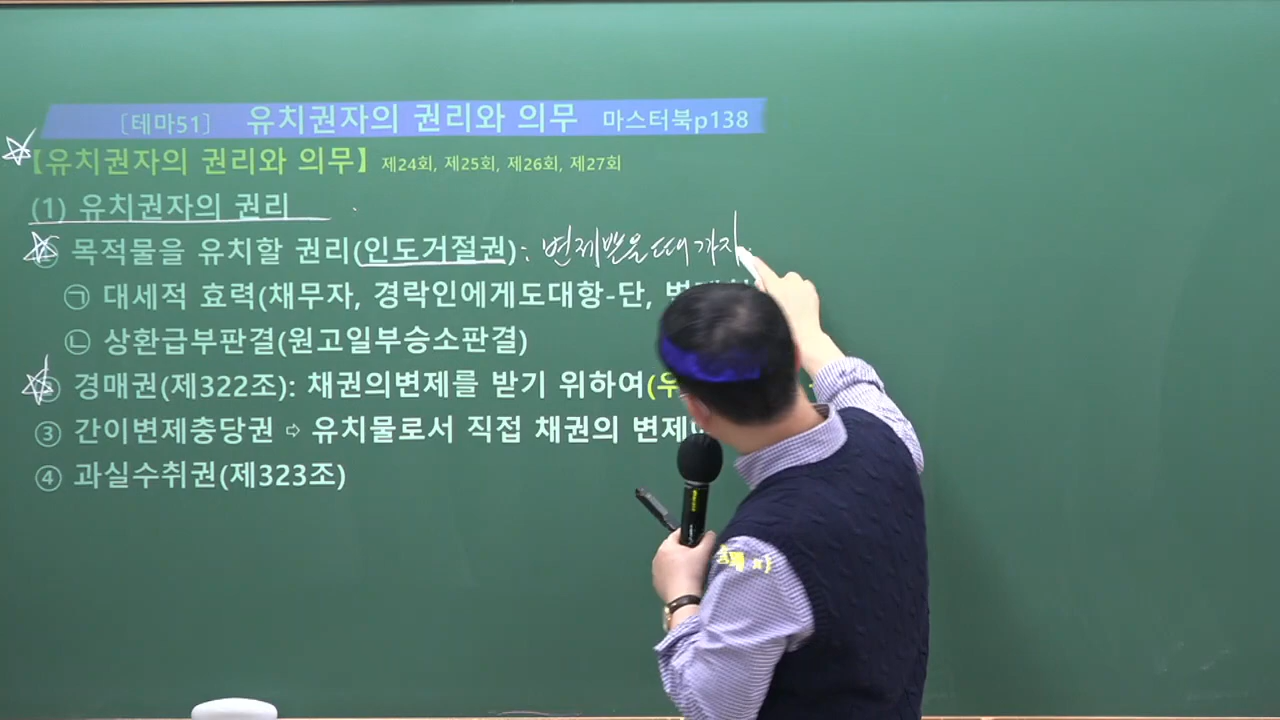 〔테마51〕 유치권자의 권리와 의무 마스터북p138
【유치권자의 권리와 의무】 제24회, 제25회, 제26회, 제27회
(1) 유치권자의 권리
목적물을 유치할 권리(인도거절권): 변제받을 때 까지
㉠ 대세적 효력(채무자, 경락인에게도대항-단,
㉡ 상환급부판결(원고일부승소판결)
경매권(제322조): 채권의변제를 받기 위하여(우
③ 간이변제충당권 ⇨ 유치물로서 직접 채권의 변제
④ 과실수취권(제323조)